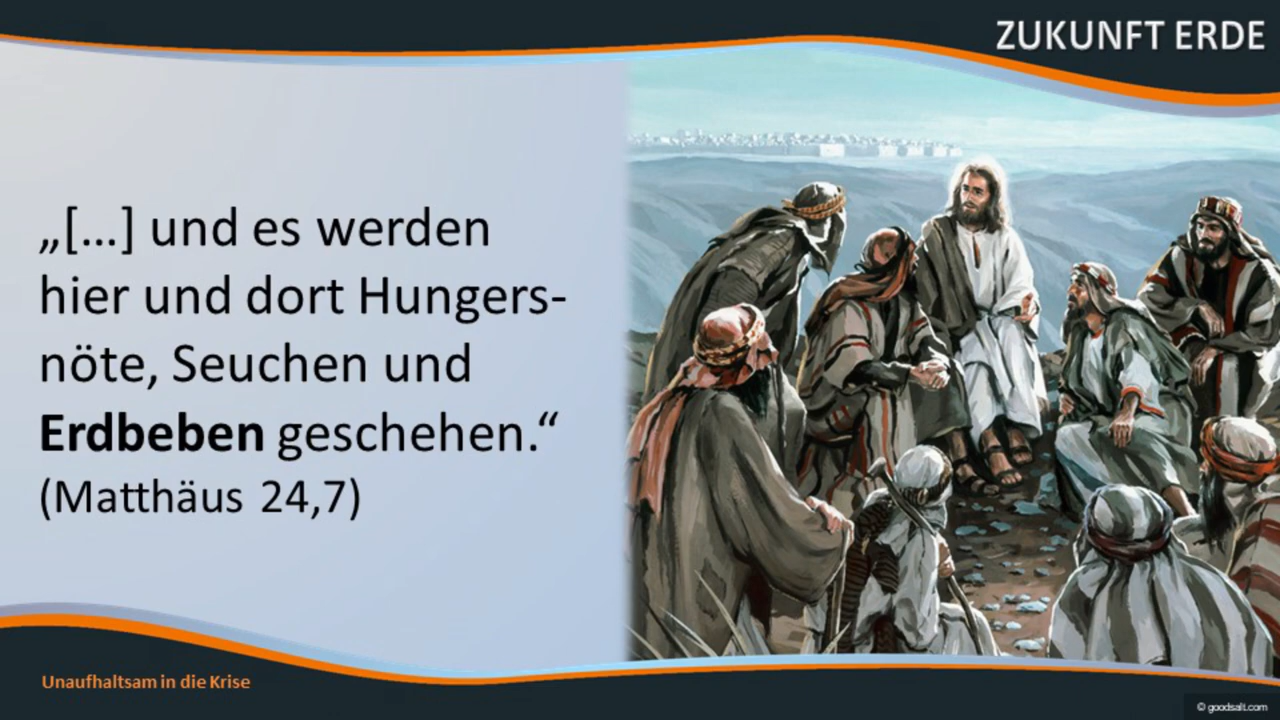 ZUKUNFT ERDE
„[…] und es werden
hier und dort Hungers-
nöte, Seuchen und
Erdbeben geschehen.“
(Matthäus 24,7)
Unaufhaltsam in die Krise
© goodsalt.com